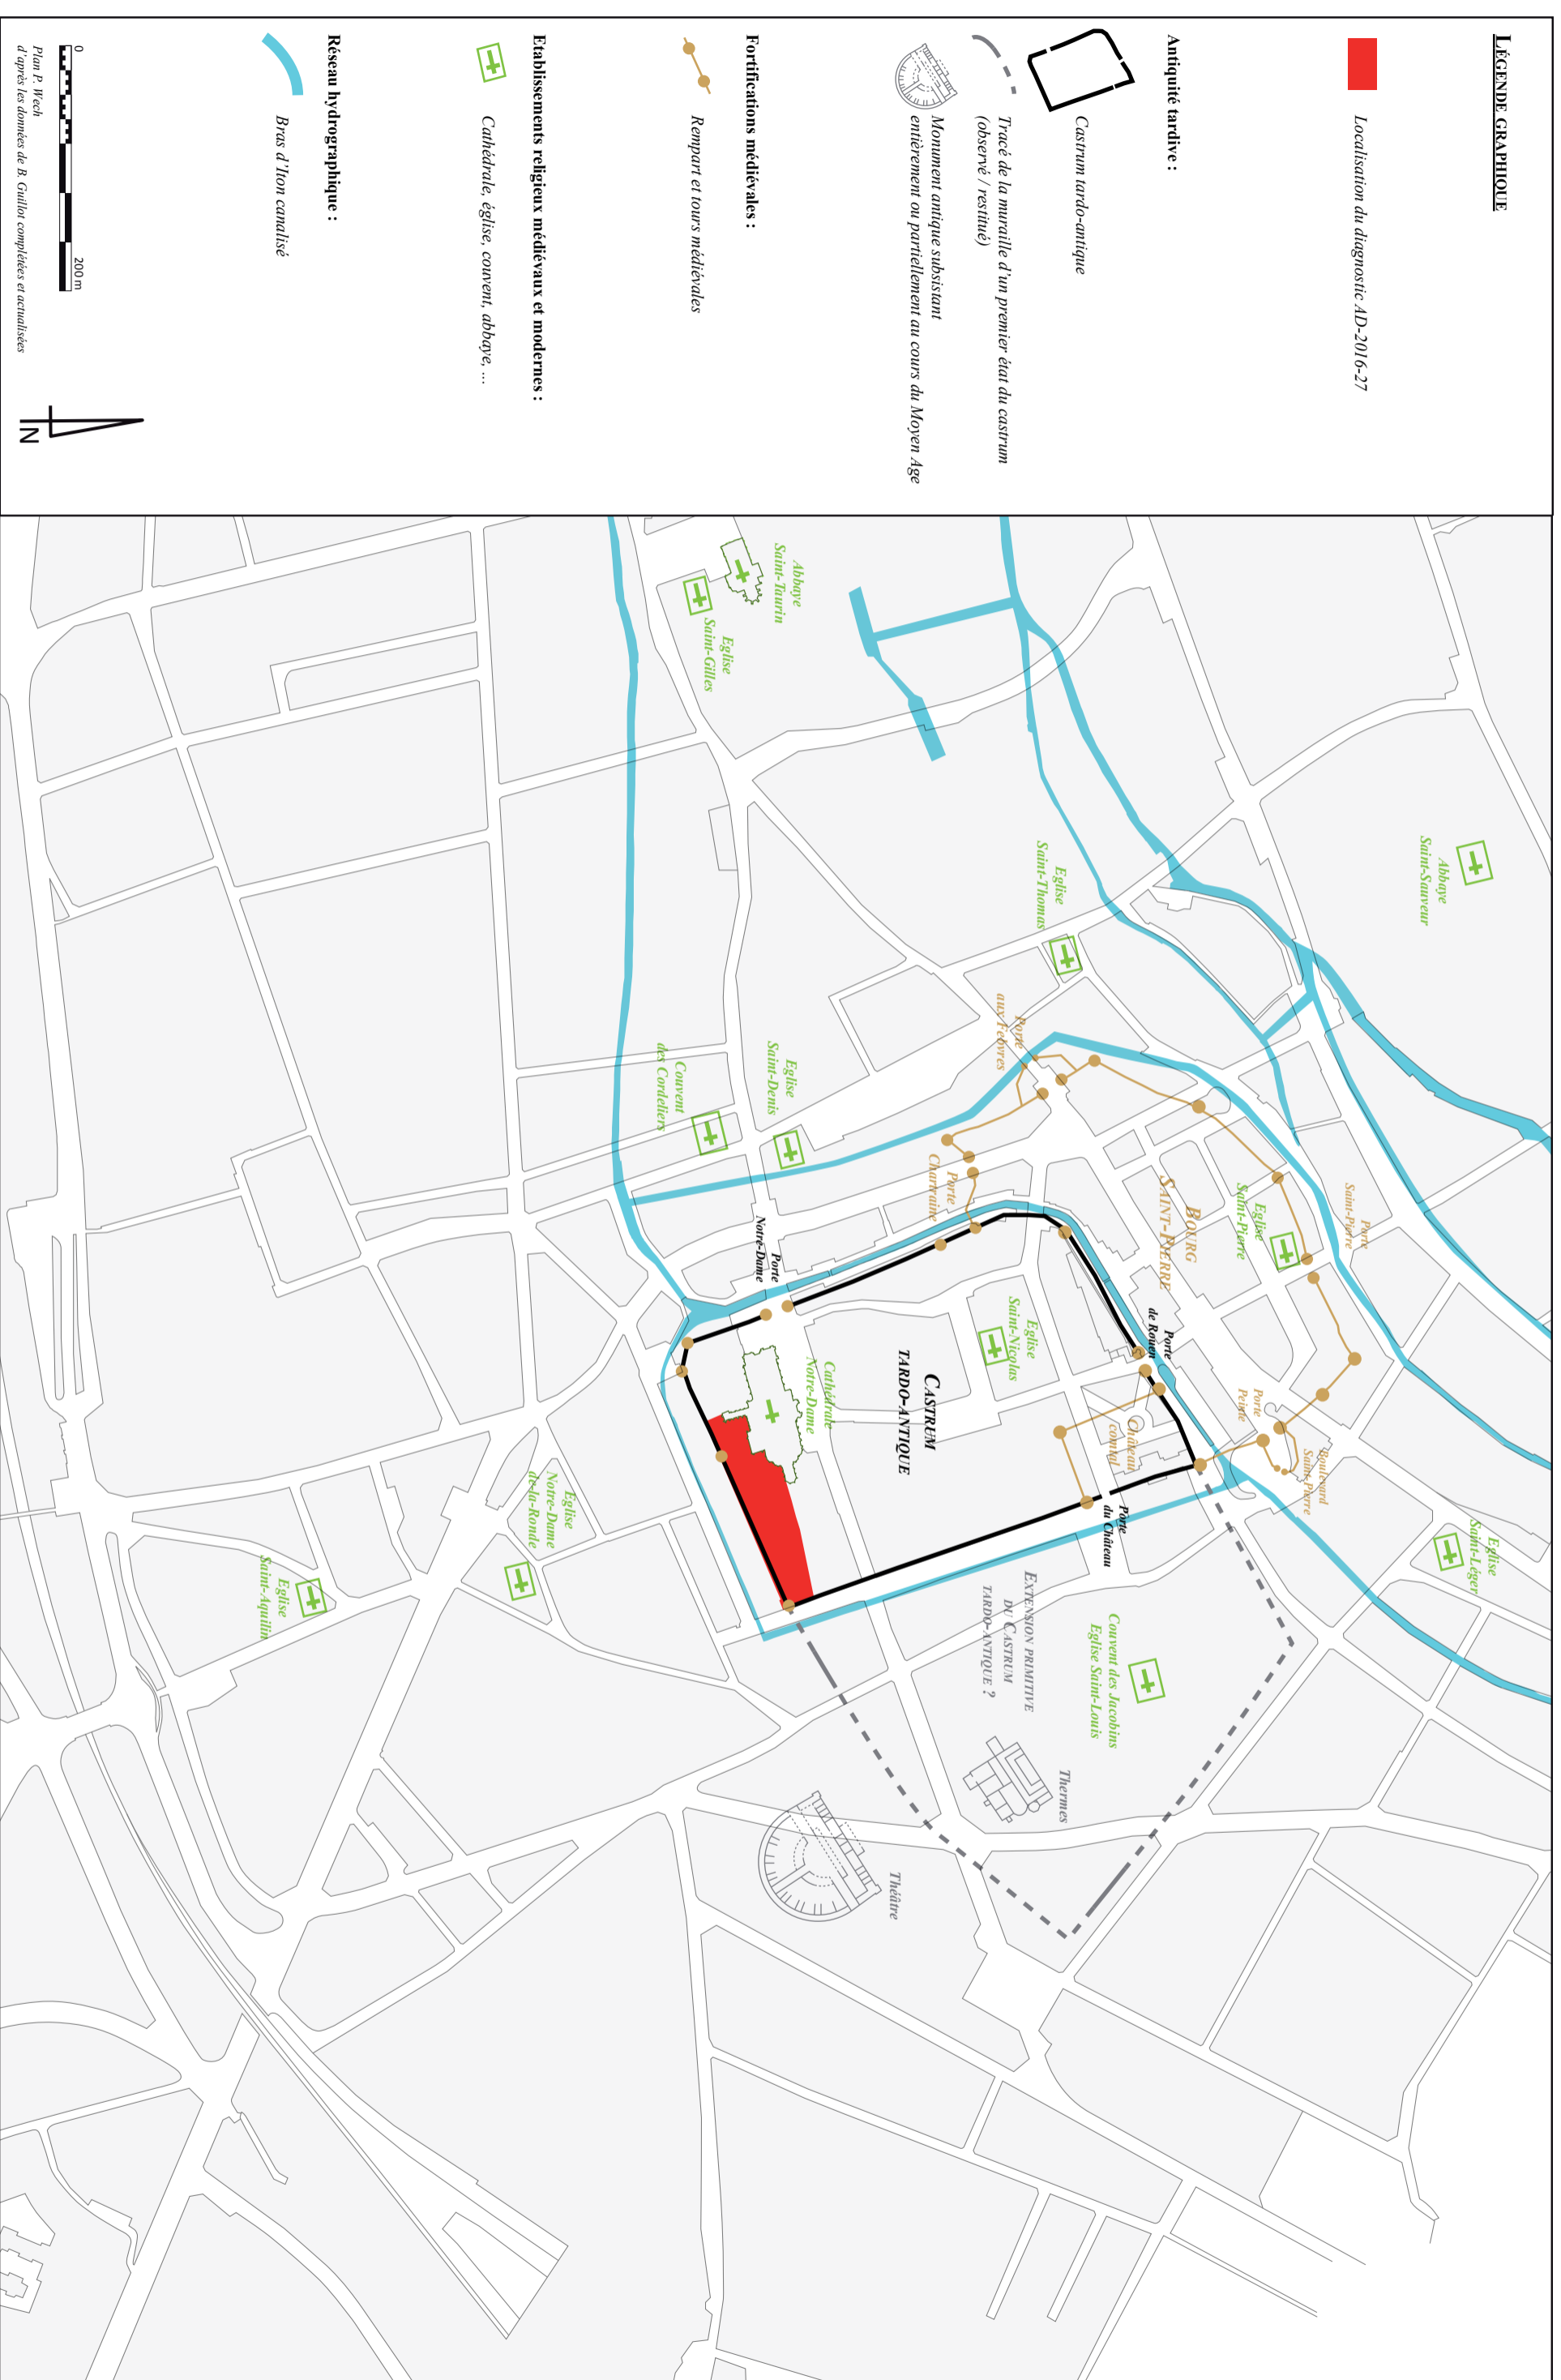 LÉGENDE GRAPHIQUE
Localisation du diagnostic AD-2016-27
Antiquité tardive :
Castrum tardo-antique
Tracé de la muraille d'un premier état du castrum
(observé / restitué)
Monument antique subsistant
entièrement ou partiellement au cours du Moyen Age
Fortifications médiévales :
Rempart et tours médiévales
Etablissements religieux médiévaux et modernes :
Cathédrale, église, couvent, abbaye, ...
Réseau hydrographique :
Bras d'Iton canalisé
0
200 m
Plan P. Wech
d'après les données de B. Guillot complétées et actualisées
N
Abbaye
Saint-Sauveur
Abbaye
Saint-Taurin
Eglise
Saint-Gilles
Eglise
Saint-Thomas
Porte
aux Febvres
Eglise
Saint-Denis
Couvent
des Cordeliers
Porte
Chartraine
BOURG
SAINT-PIERRE
Eglise
Saint-Pierre
Porte
Saint-Pierre
Porte
Notre-Dame
Eglise
Saint-Nicolas
Porte
de Rouen
Cathédrale
Notre-Dame
CASTRUM
TARDO-ANTIQUE
Château
comtal
Porte
Peinte
Boulevard
Saint-Pierre
Porte
du Château
Eglise
Saint-Léger
Église
Notre-Dame
de-la-Ronde
Eglise
Saint-Aquilin
EXTENSION PRIMITIVE
DU CASTRUM
TARDO-ANTIQUE ?
Couvent des Jacobins
Eglise Saint-Louis
Thermes
Théâtre